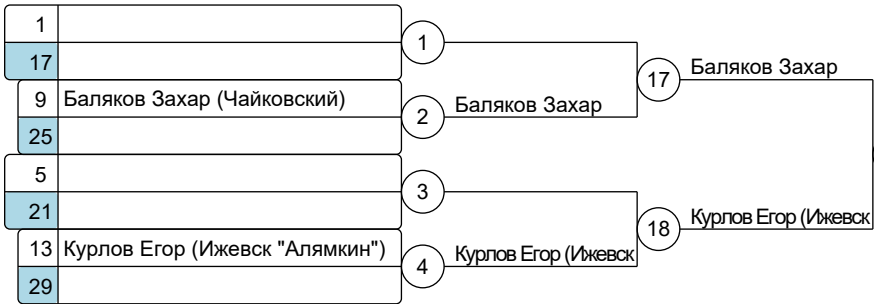 1
17
1
9 Баляков Захар (Чайковский)
25
2 Баляков Захар
17 Баляков Захар
5
21
3
13 Курлов Егор (Ижевск "Алямкин")
29
4 Курлов Егор (Ижевск
18 Курлов Егор (Ижевск